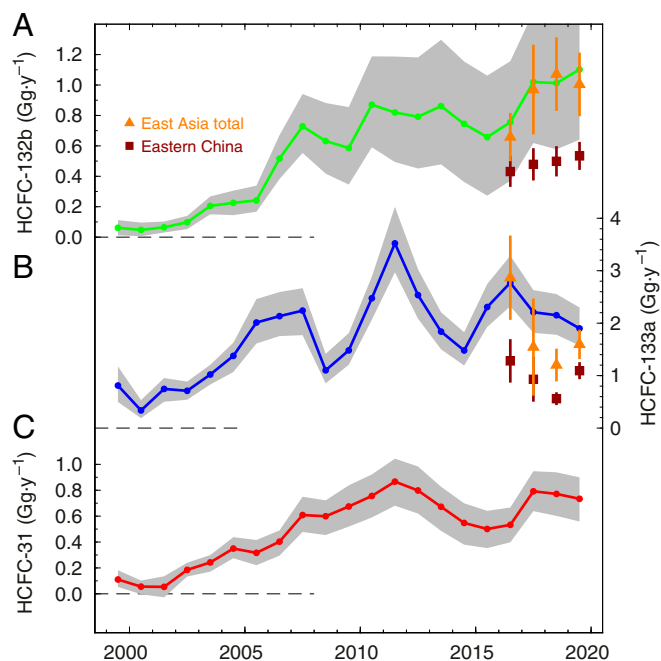 A
HCFC-132b (Gg·y⁻¹)
1.2
1.0
0.8
0.6
0.4
0.2
0.0
East Asia total
Eastern China
B
4
3
2
1
0
HCFC-133a (Gg·y⁻¹)
C
HCFC-31 (Gg·y⁻¹)
1.0
0.8
0.6
0.4
0.2
0.0
2000
2005
2010
2015
2020